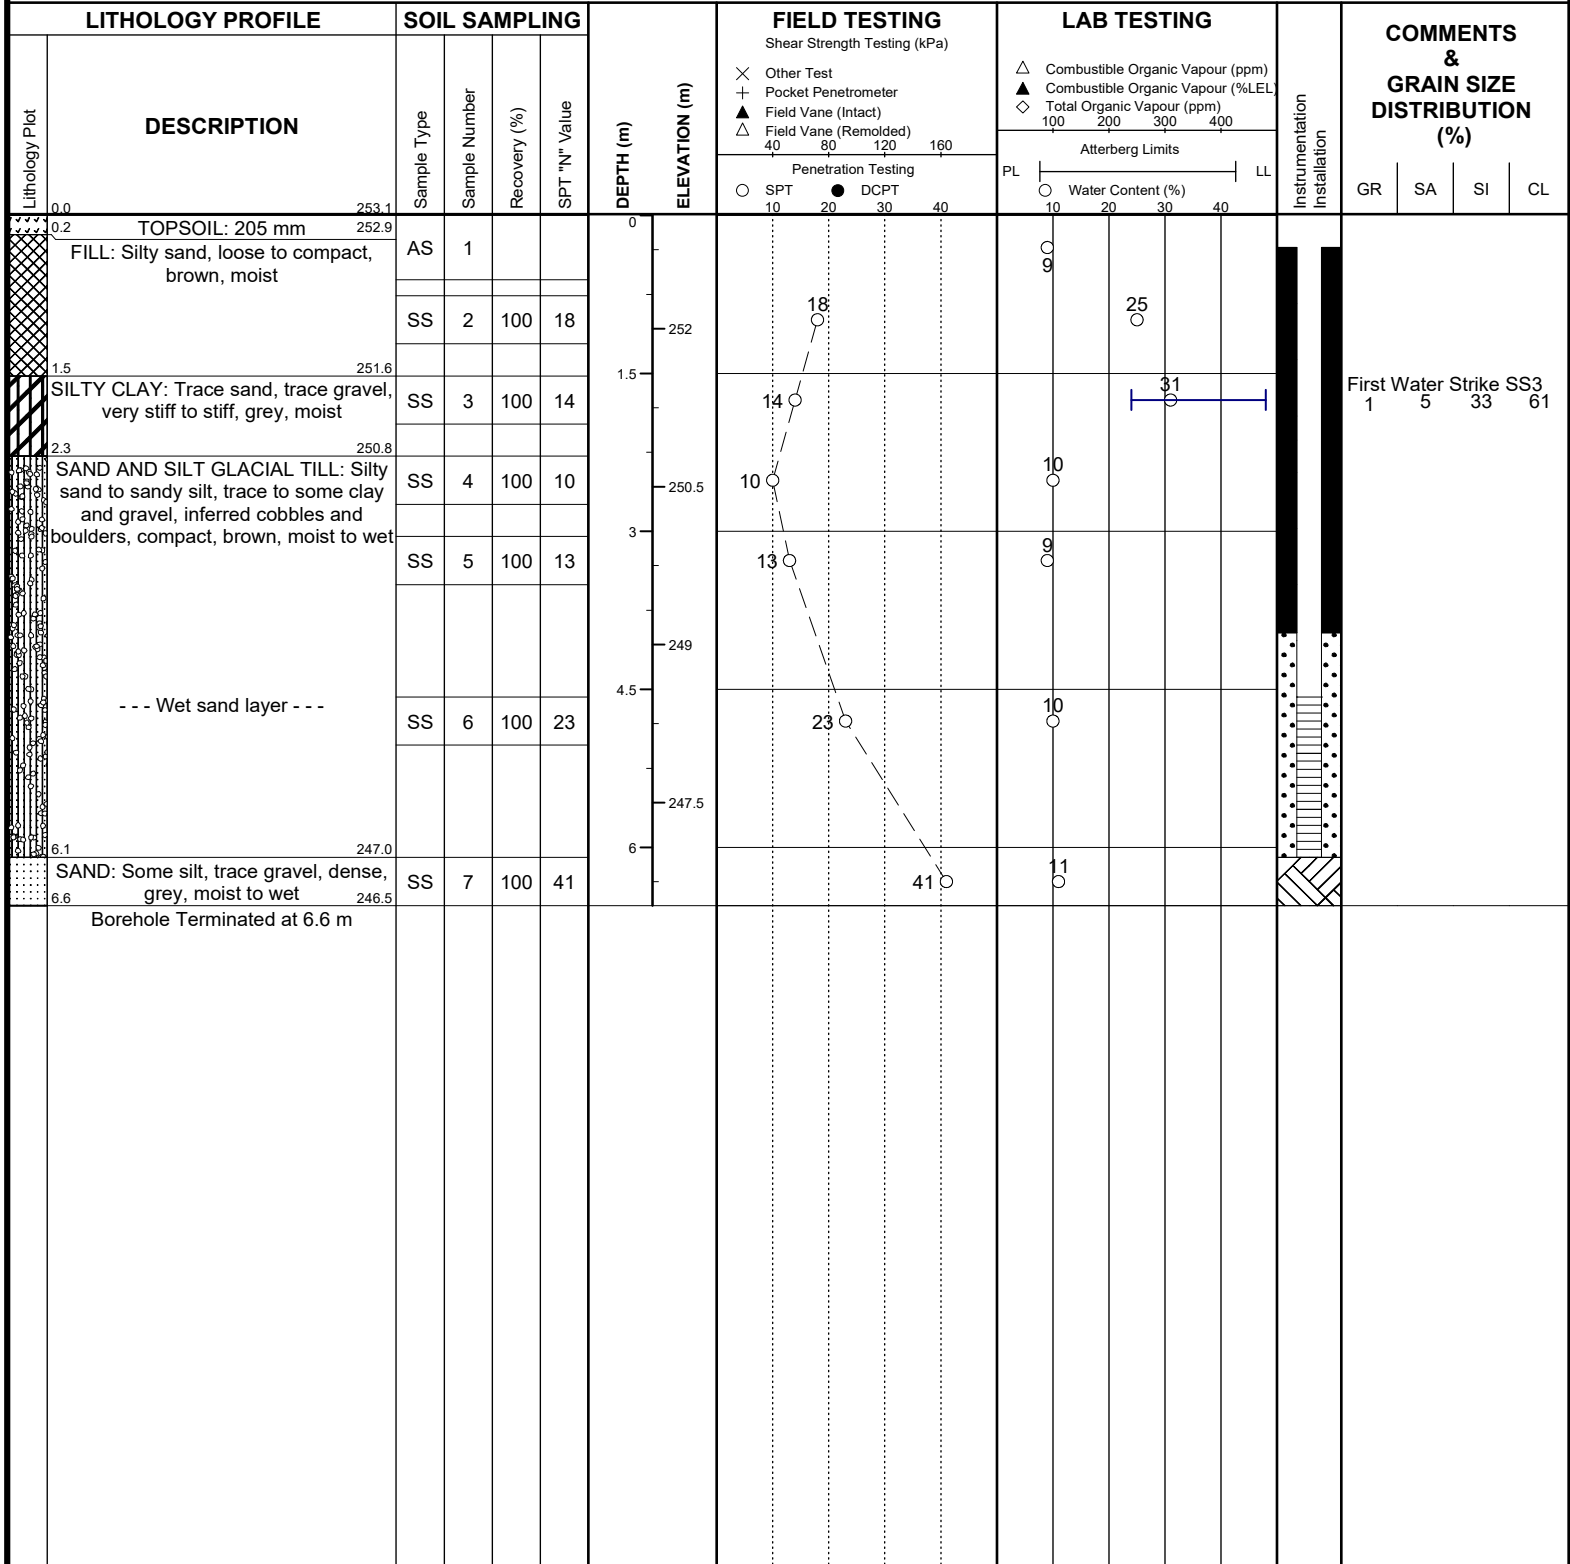 LITHOLOGY PROFILE
SOIL SAMPLING
FIELD TESTING
LAB TESTING
COMMENTS
&
GRAIN SIZE
DISTRIBUTION
(%)
Lithology Plot
DESCRIPTION
Sample Type
Sample Number
Recovery (%)
SPT "N" Value
DEPTH (m)
ELEVATION (m)
Shear Strength Testing (kPa)
Other Test
Pocket Penetrometer
Field Vane (Intact)
Field Vane (Remolded)
40 80 120 160
Penetration Testing
SPT DCPT
10 20 30 40
Combustible Organic Vapour (ppm)
Combustible Organic Vapour (%LEL)
Total Organic Vapour (ppm)
100 200 300 400
Atterberg Limits
PL LL
Water Content (%)
10 20 30 40
Instrumentation
Installation
GR SA SI CL
0.0 253.1
0.2 TOPSOIL: 205 mm 252.9
FILL: Silty sand, loose to compact,
brown, moist
AS 1
9
SS 2 100 18
18
25
1.5 251.6
SILTY CLAY: Trace sand, trace gravel,
very stiff to stiff, grey, moist
SS 3 100 14
14
31
First Water Strike SS3
1 5 33 61
2.3 250.8
SAND AND SILT GLACIAL TILL: Silty
sand to sandy silt, trace to some clay
and gravel, inferred cobbles and
boulders, compact, brown, moist to wet
SS 4 100 10
10
10
SS 5 100 13
13
9
- - - Wet sand layer - - -
SS 6 100 23
23
10
6.1 247.0
SAND: Some silt, trace gravel, dense,
grey, moist to wet
6.6 246.5
SS 7 100 41
41
11
Borehole Terminated at 6.6 m
0
1.5
3
4.5
6
252
250.5
249
247.5